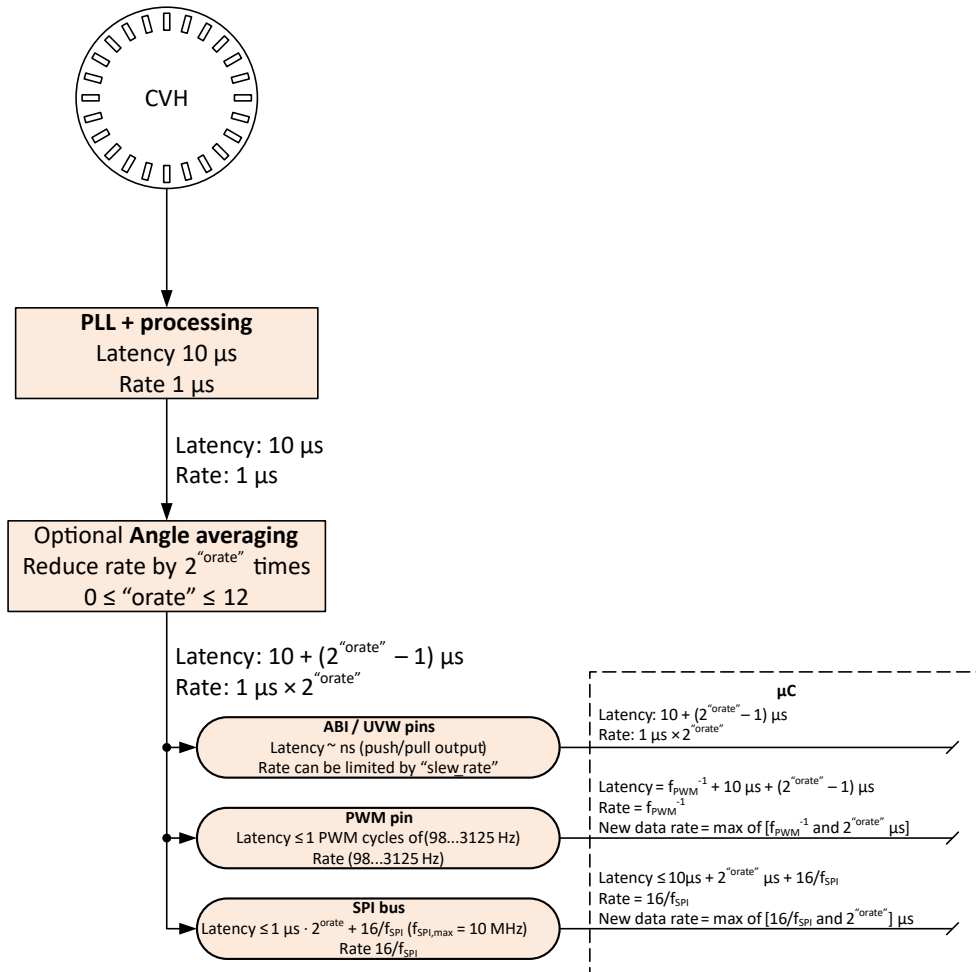 CVH
PLL + processing
Latency 10 µs
Rate 1 µs
Latency: 10 µs
Rate: 1 µs
Optional Angle averaging
Reduce rate by 2^“orate” times
0 ≤ “orate” ≤ 12
Latency: 10 + (2^“orate” – 1) µs
Rate: 1 µs × 2^“orate”
ABI / UVW pins
Latency ~ ns (push/pull output)
Rate can be limited by “slew_rate”
µC
Latency: 10 + (2^“orate” – 1) µs
Rate: 1 µs × 2^“orate”
PWM pin
Latency ≤ 1 PWM cycles of (98...3125 Hz)
Rate (98...3125 Hz)
Latency = f_PWM^-1 + 10 µs + (2^“orate” – 1) µs
Rate = f_PWM^-1
New data rate = max of [f_PWM^-1 and 2^“orate” µs]
SPI bus
Latency ≤ 1 µs · 2^orate + 16/f_SPI (f_SPI,max = 10 MHz)
Rate 16/f_SPI
Latency ≤ 10µs + 2^“orate” µs + 16/f_SPI
Rate = 16/f_SPI
New data rate = max of [16/f_SPI and 2^“orate”] µs